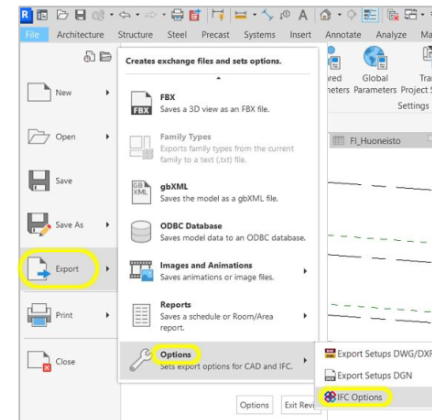 File Architecture Structure Steel Precast Systems Insert Annotate Analyze
Creates exchange files and sets options.
Global
Parameters
Settings
New
Open
Save
Save As
Export
Print
Close
FBX
FBX
Saves a 3D view as an FBX file.
Family Types
Exports family types from the current
family to a text (.txt) file.
GB
XML
gbXML
Saves the model as a gbXML file.
ODBC Database
Saves model data to an ODBC database.
Images and Animations
Saves animations or image files.
Reports
Saves a schedule or Room/Area
report.
Options
Sets export options for CAD and IFC.
FI_Huoneisto
Export Setups DWG/DXF
Export Setups DGN
IFC Options
Options
Exit Revi